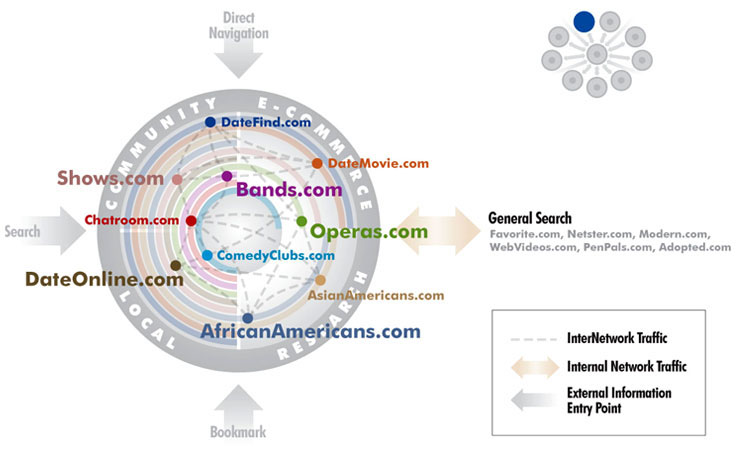 Direct
Navigation
COMMUNITY
E-COMMERCE
DateFind.com
DateMovie.com
Shows.com
Bands.com
Chatroom.com
Operas.com
Search
General Search
Favorite.com, Netster.com, Modern.com,
WebVideos.com, PenPals.com, Adopted.com
ComedyClubs.com
DateOnline.com
AsianAmericans.com
AfricanAmericans.com
LOCAL
RESEARCH
InterNetwork Traffic
Internal Network Traffic
External Information
Entry Point
Bookmark